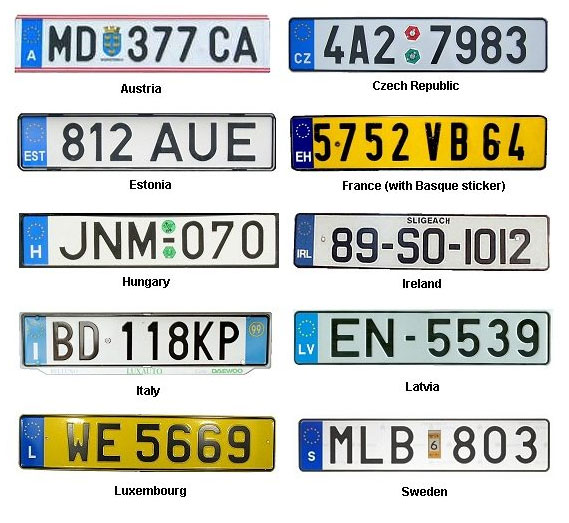 A MD 377 CA
Austria
CZ 4A2 7983
Czech Republic
EST 812 AUE
Estonia
EH 5752 VB 64
France (with Basque sticker)
H JNM-070
Hungary
SLIGEACH
IRL 89-SO-1012
Ireland
I BD 118KP 99
LUXAUTO DAEWOO
Italy
LV EN-5539
Latvia
L WE 5669
Luxembourg
S MLB 6 803
Sweden